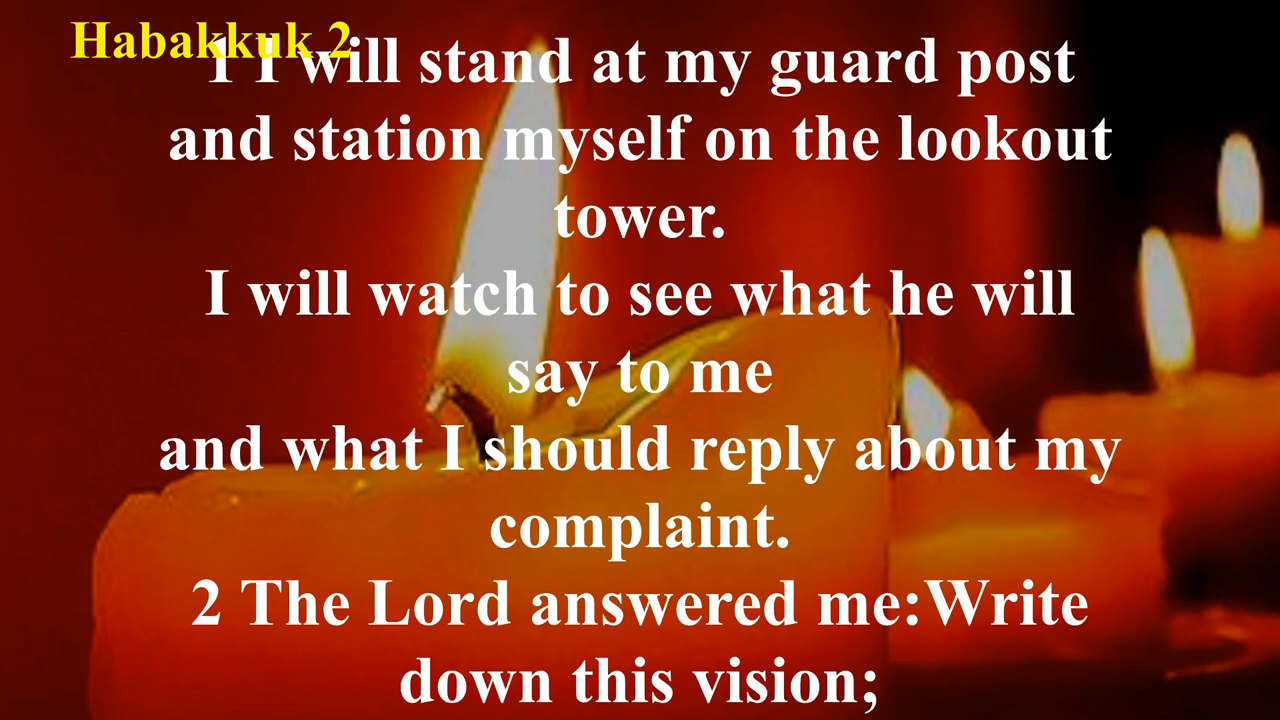 Habakkuk 2
1 I will stand at my guard post
and station myself on the lookout
tower.
I will watch to see what he will
say to me
and what I should reply about my
complaint.
2 The Lord answered me:Write
down this vision;